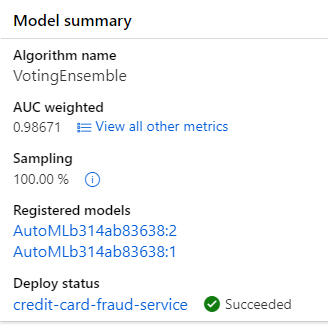 Model summary
Algorithm name
VotingEnsemble
AUC weighted
0.98671 View all other metrics
Sampling
100.00 %
Registered models
AutoMLb314ab83638:2
AutoMLb314ab83638:1
Deploy status
credit-card-fraud-service Succeeded